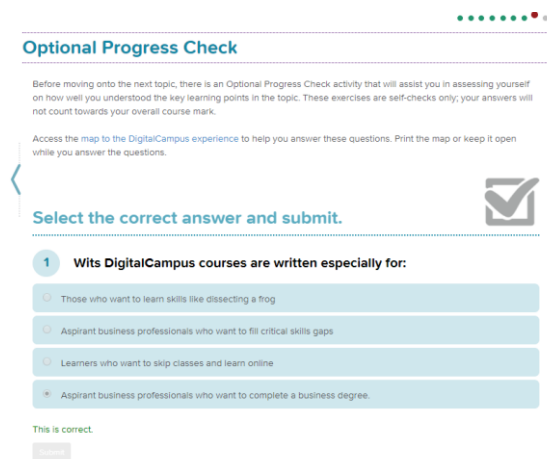 Optional Progress Check
Before moving onto the next topic, there is an Optional Progress Check activity that will assist you in assessing yourself
on how well you understood the key learning points in the topic. These exercises are self-checks only; your answers will
not count towards your overall course mark.
Access the map to the DigitalCampus experience to help you answer these questions. Print the map or keep it open
while you answer the questions.
Select the correct answer and submit.
1 Wits DigitalCampus courses are written especially for:
Those who want to learn skills like dissecting a frog
Aspirant business professionals who want to fill critical skills gaps
Learners who want to skip classes and learn online
Aspirant business professionals who want to complete a business degree.
This is correct.
Submit